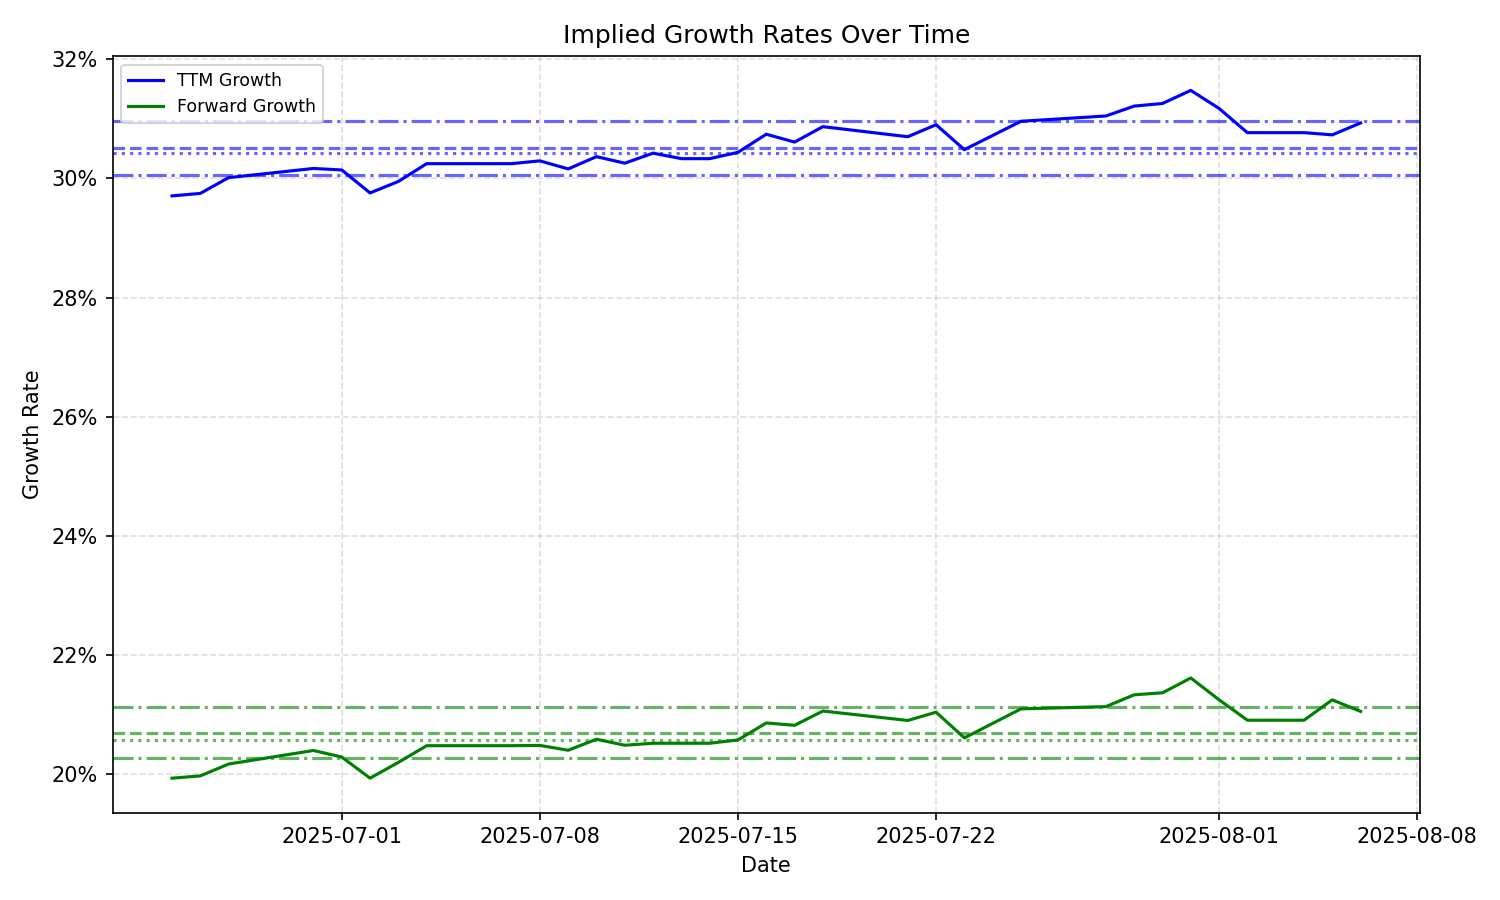 Implied Growth Rates Over Time
TTM Growth
Forward Growth
32%
30%
28%
26%
24%
22%
20%
Growth Rate
2025-07-01
2025-07-08
2025-07-15
2025-07-22
2025-08-01
2025-08-08
Date